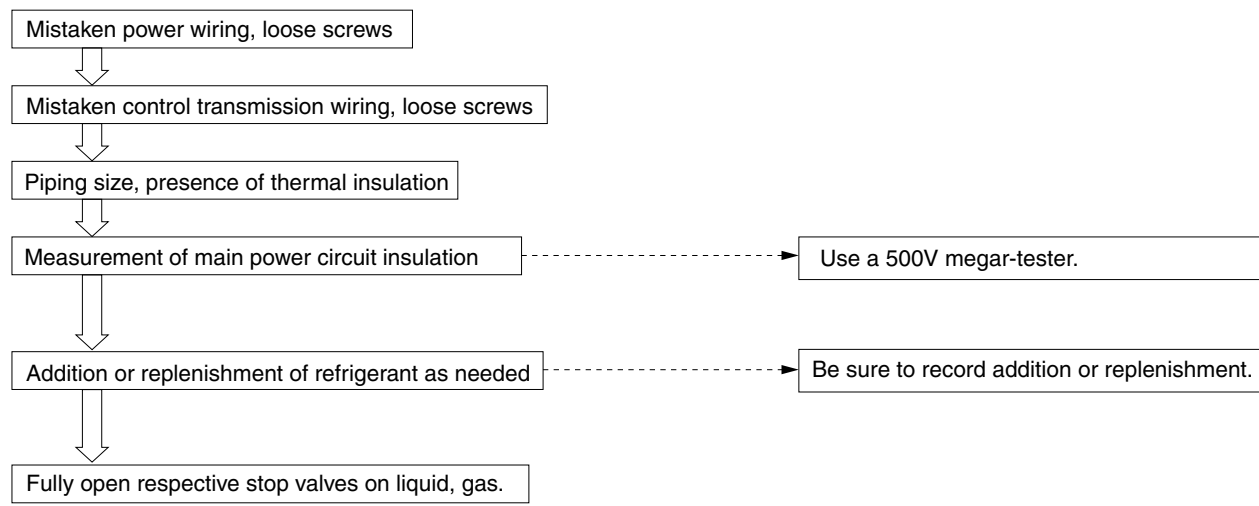 Mistaken power wiring, loose screws
Mistaken control transmission wiring, loose screws
Piping size, presence of thermal insulation
Measurement of main power circuit insulation
Use a 500V megar-tester.
Addition or replenishment of refrigerant as needed
Be sure to record addition or replenishment.
Fully open respective stop valves on liquid, gas.